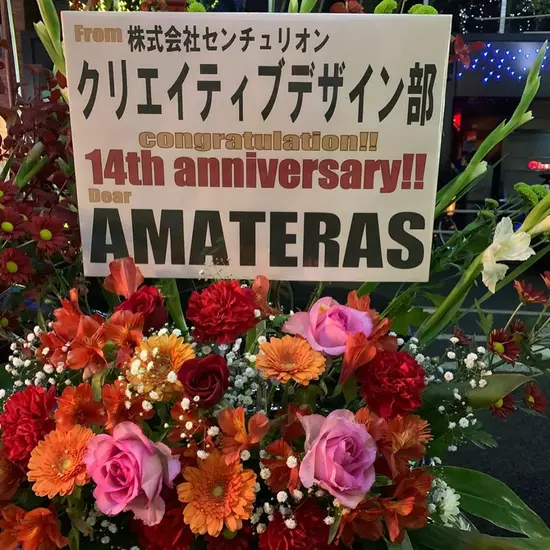 From 株式会社センチュリオン
クリエイティブデザイン部
congratulation!!
14th anniversary!!
Dear
AMATERAS